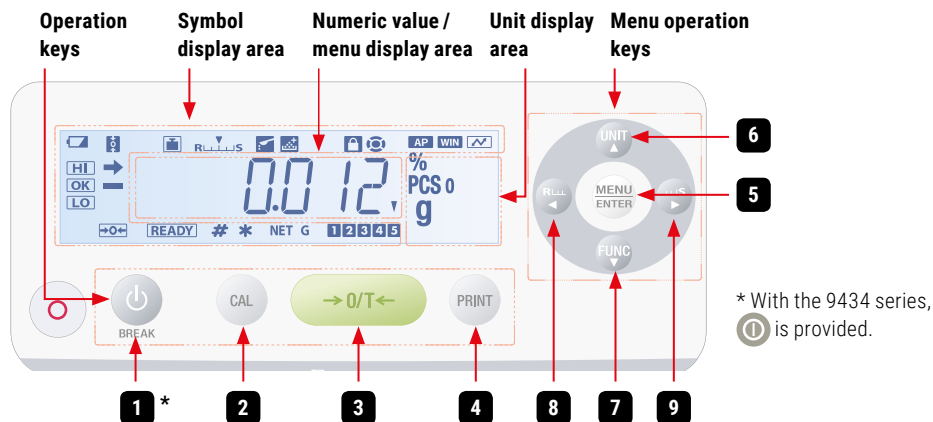 Operation
keys
Symbol
display area
Numeric value /
menu display area
Unit display
area
Menu operation
keys
R S
AP WIN
HI
OK
LO
0.012
%
PCS 0
g
→0←
READY # * NET G 1 2 3 4 5
UNIT
MENU
ENTER
R
S
FUNC
BREAK
CAL
→0/T←
PRINT
6
5
* With the 9434 series,
is provided.
1 *
2
3
4
8
7
9